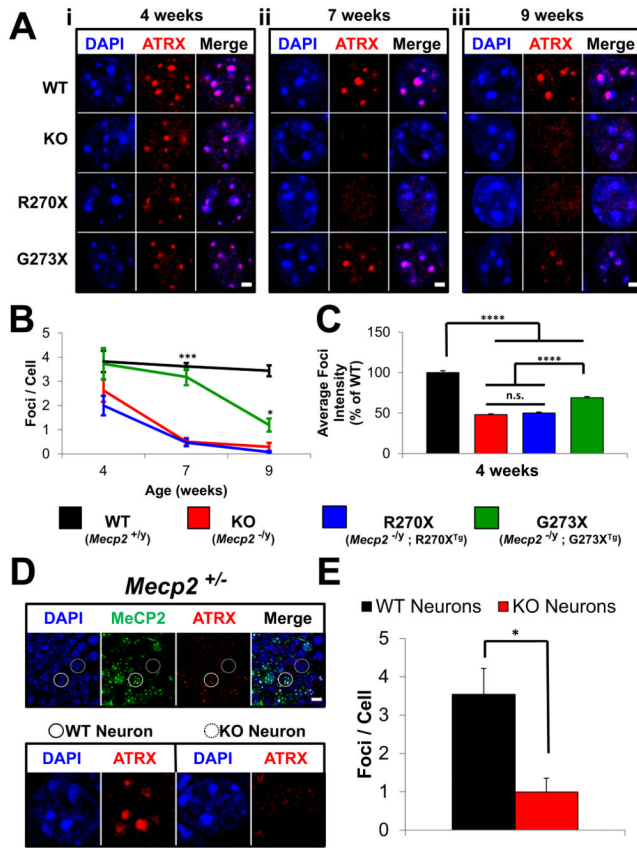 A
i
4 weeks
ii
7 weeks
iii
9 weeks
DAPI ATRX Merge
DAPI ATRX Merge
DAPI ATRX Merge
WT
KO
R270X
G273X
B
Foci / Cell
5
4
3
2
1
0
***
*
4 7 9
Age (weeks)
C
Average Foci
Intensity
(% of WT)
150
100
50
0
****
****
n.s.
4 weeks
WT
(Mecp2 +/y)
KO
(Mecp2 -/y)
R270X
(Mecp2 -/y ; R270XTg)
G273X
(Mecp2 -/y ; G273XTg)
D
Mecp2 +/-
DAPI MeCP2 ATRX Merge
WT Neuron KO Neuron
DAPI ATRX DAPI ATRX
E
WT Neurons KO Neurons
Foci / Cell
5
4
3
2
1
0
*